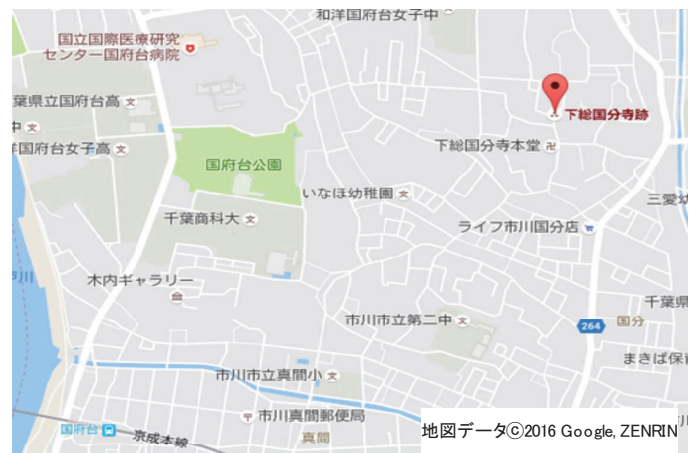 和洋国府台女子中
国立国際医療研究
センター国府台病院
葉県立国府台高
中
下総国分寺跡
国府台女子高
下総国分寺本堂
国府台公園
いなほ幼稚園
三愛幼
千葉商科大
ライフ市川国分店
戸川
木内ギャラリー
千葉県
市川市立第二中
264
国分
まきば保育
市川市立真間小
市川真間郵便局
国府台
京成本線
真間
地図データⓒ2016 Google, ZENRIN